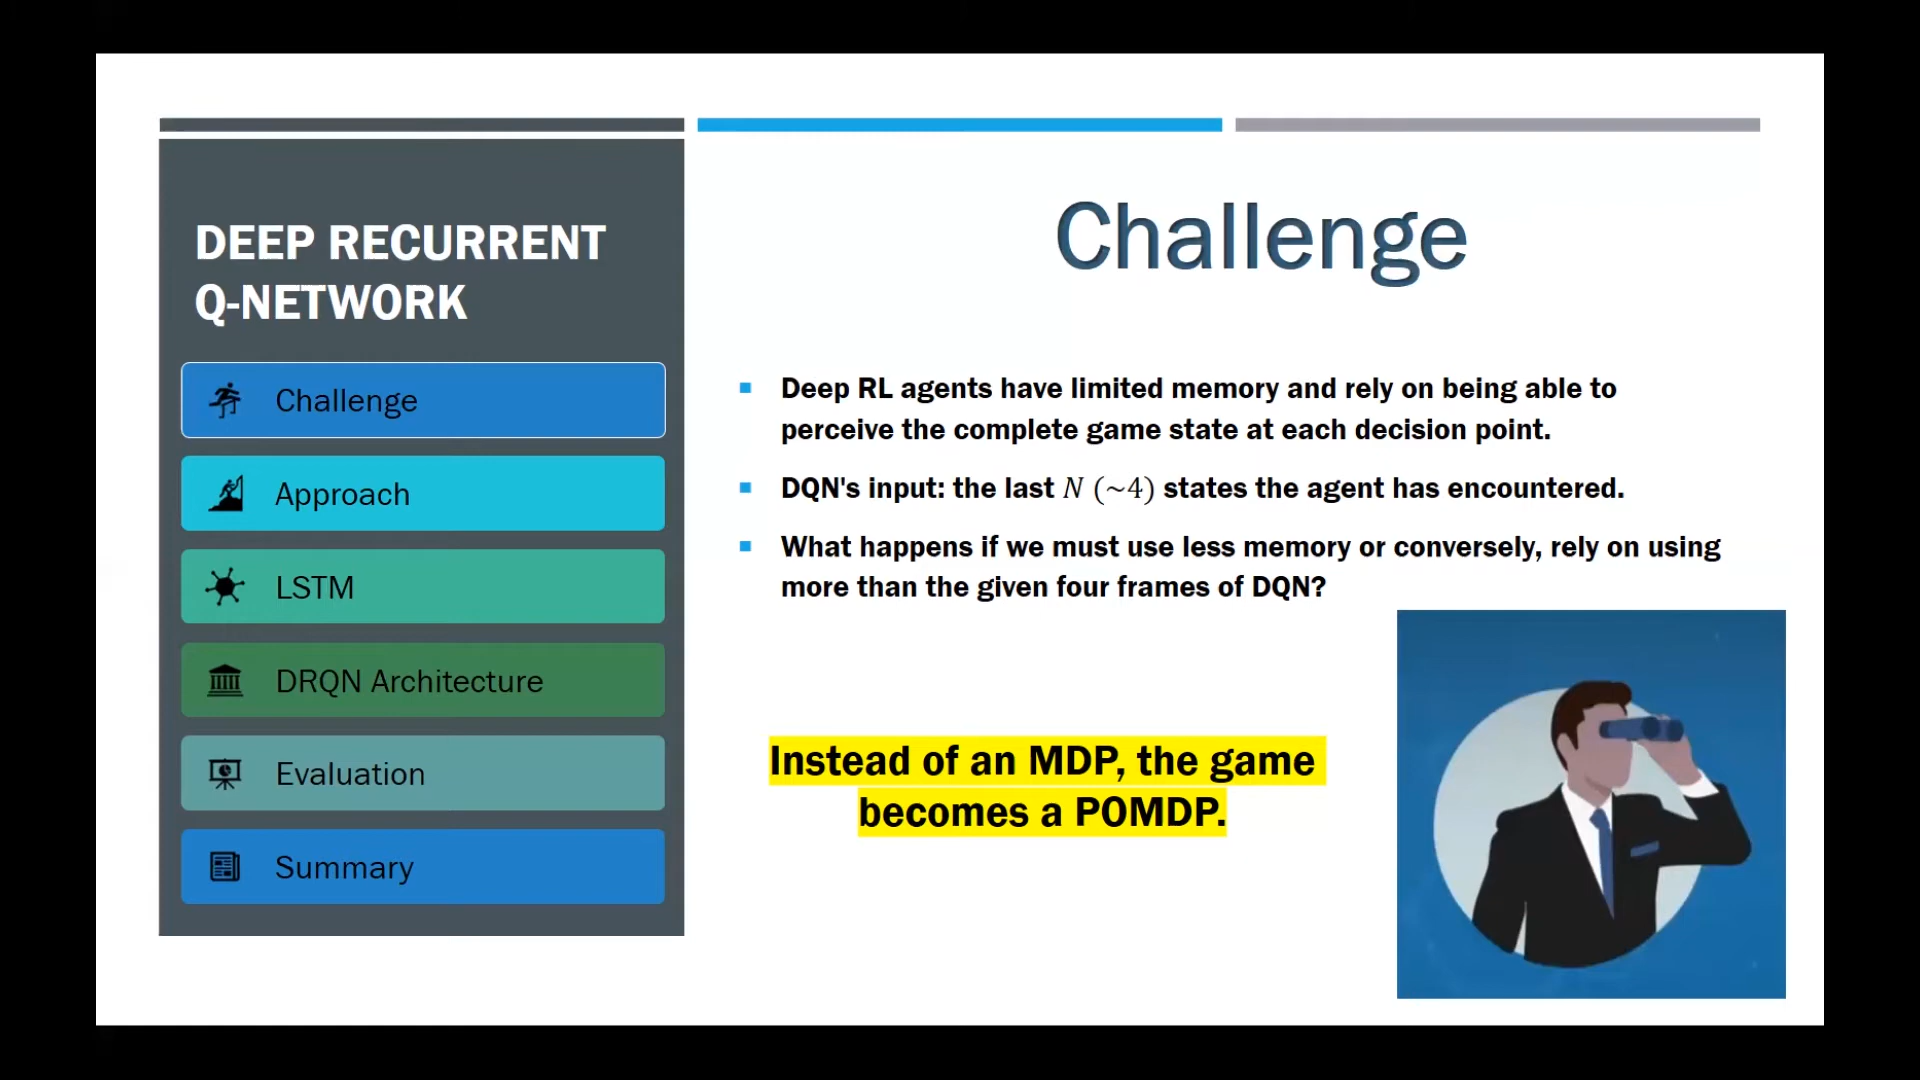 DEEP RECURRENT
Q-NETWORK
Challenge
Approach
LSTM
DRQN Architecture
Evaluation
Summary
Challenge
Deep RL agents have limited memory and rely on being able to
perceive the complete game state at each decision point.
DQN's input: the last N (~4) states the agent has encountered.
What happens if we must use less memory or conversely, rely on using
more than the given four frames of DQN?
Instead of an MDP, the game
becomes a POMDP.